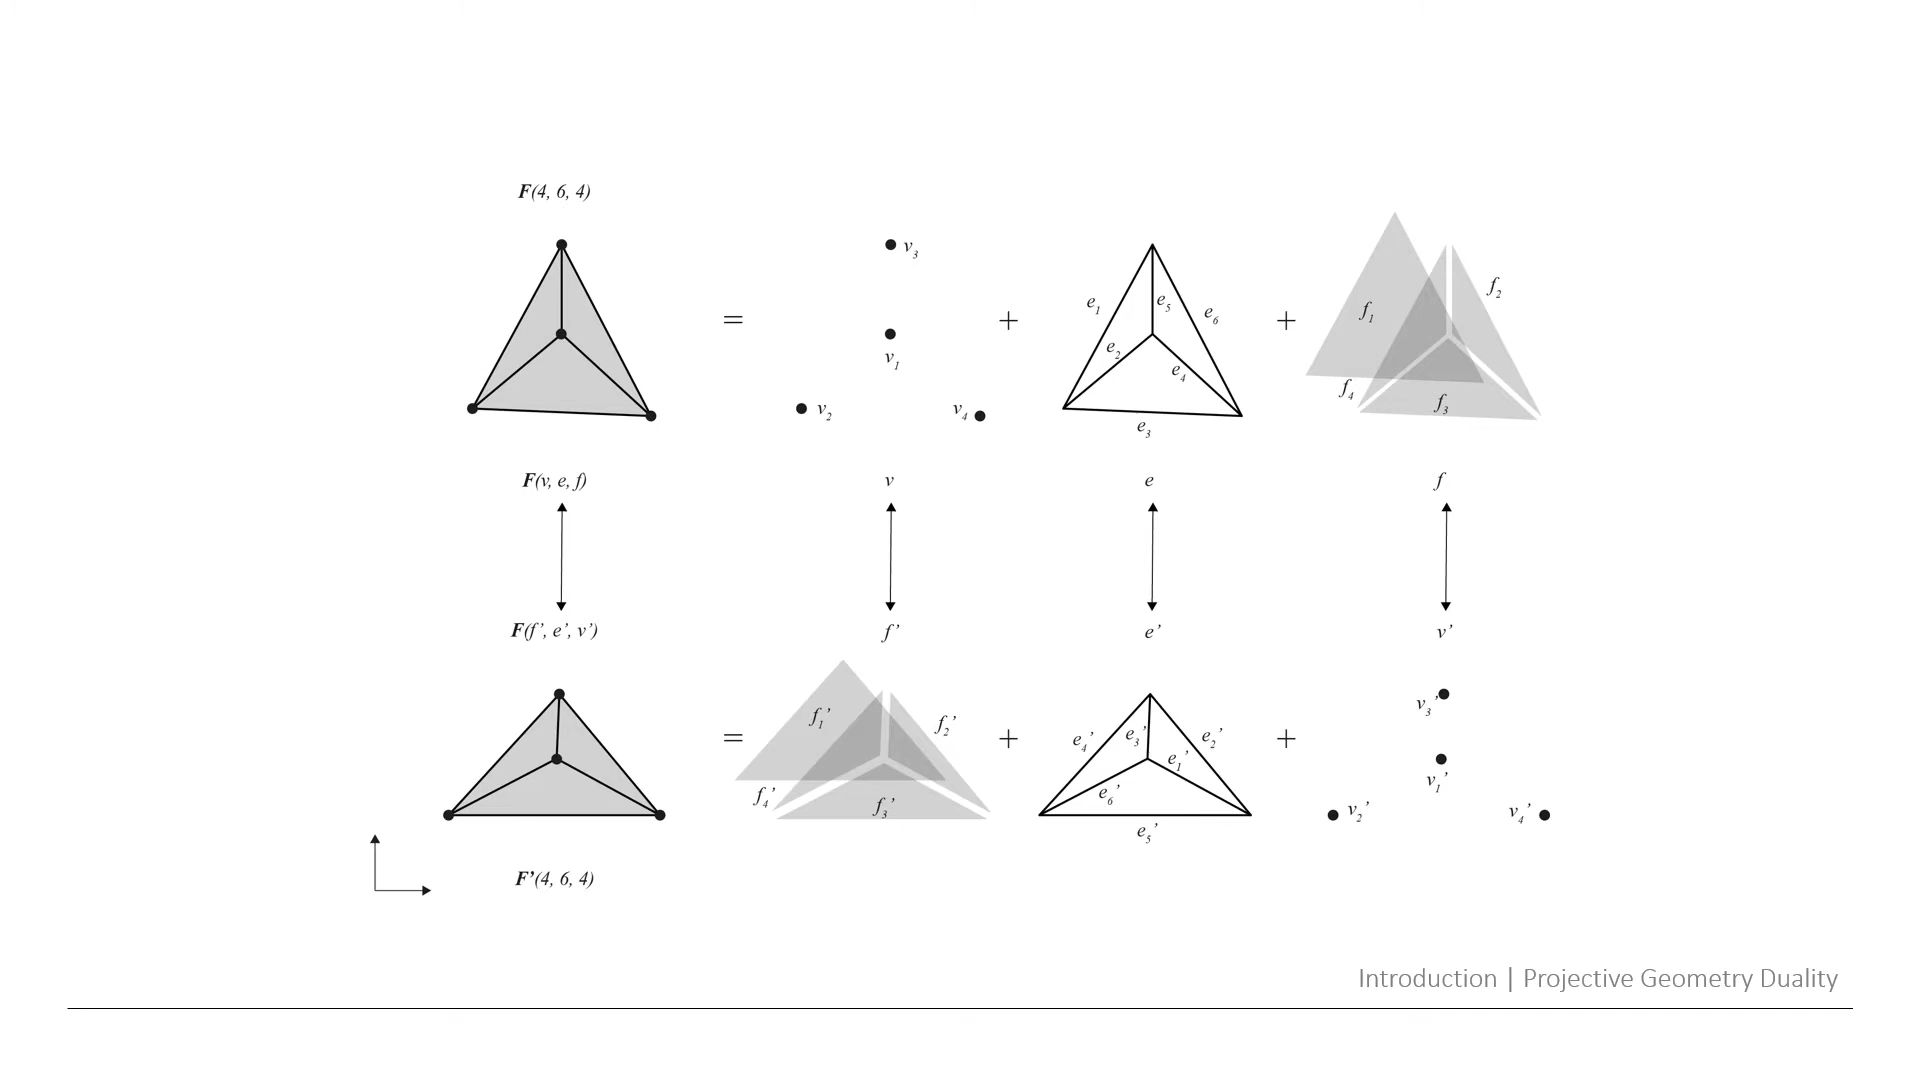 F(4, 6, 4)
=
v3
v1
v2
v4
+
e1
e5
e6
e2
e4
e3
+
f1
f2
f4
f3
F(v, e, f)
v
e
f
F(f’, e’, v’)
f’
e’
v’
=
f1’
f2’
f4’
f3’
+
e4’
e3’
e2’
e1’
e6’
e5’
+
v3’
v1’
v2’
v4’
F’(4, 6, 4)
Introduction | Projective Geometry Duality